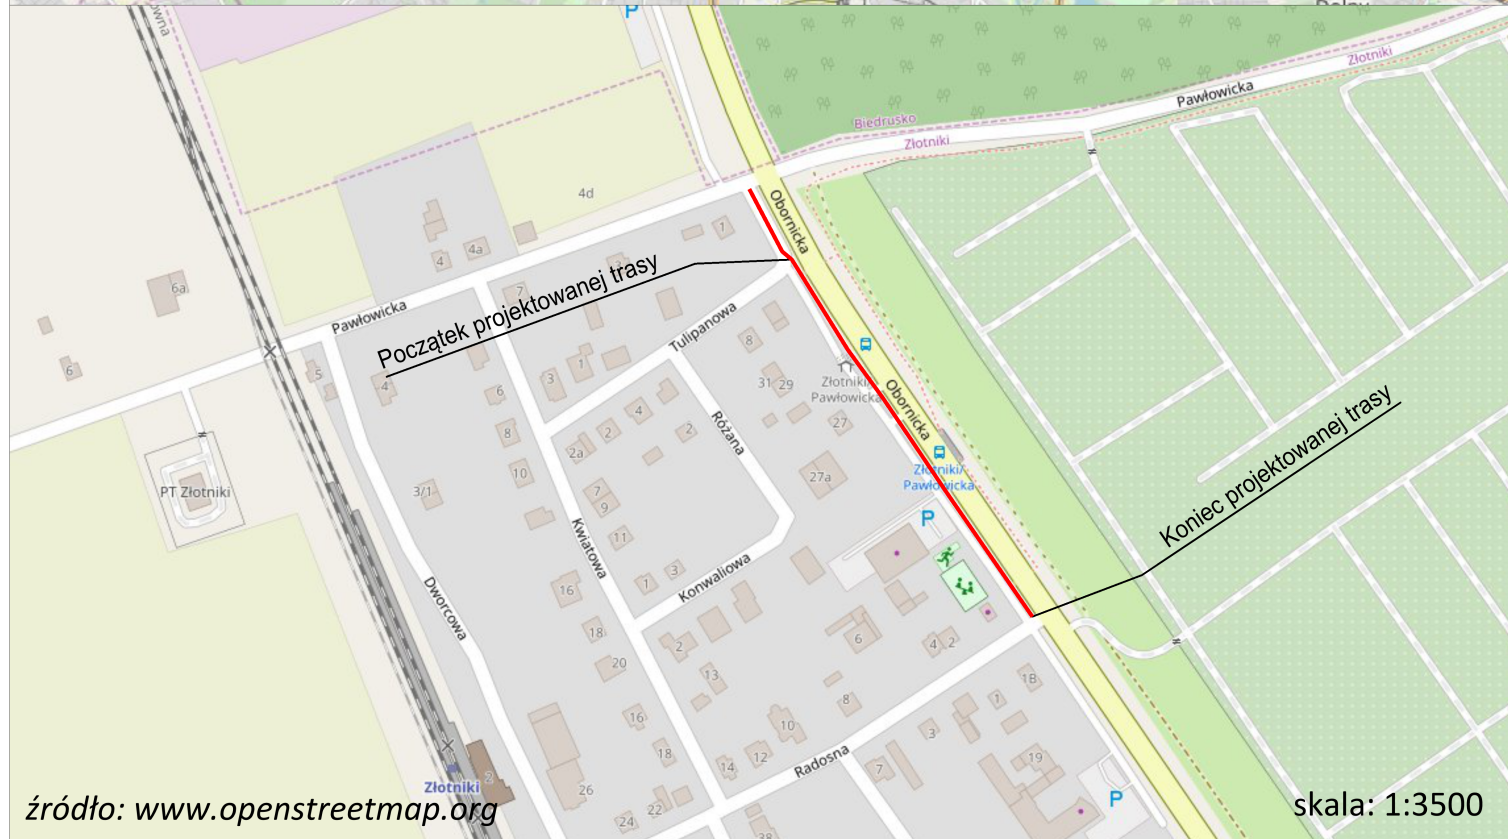 P
Pawłowicka
Złotniki
Biedrusko
Złotniki
4d
Obornicka
4
4a
1
3
7
6a
Pawłowicka
Początek projektowanej trasy
Tulipanowa
6
5
4
3
1
6
8
Złotniki/
Pawłowicka
31
29
27
Obornicka
Koniec projektowanej trasy
4
2
2
2a
8
10
Różana
27a
Złotniki/
Pawłowicka
PT Złotniki
3/1
7
9
11
P
Kwiatowa
Konwaliowa
1
3
Dworcowa
16
18
20
2
13
6
4
2
1B
8
1
16
18
10
12
14
3
19
Radosna
7
Złotniki
2
26
22
24
38
P
źródło: www.openstreetmap.org
skala: 1:3500